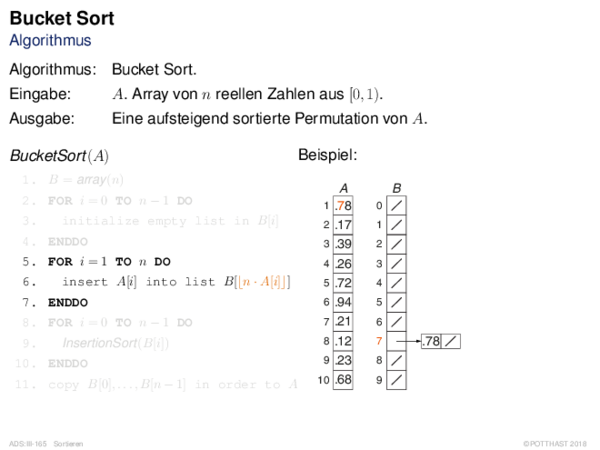 Bucket Sort
Algorithmus
Algorithmus: Bucket Sort.
Eingabe: A. Array von n reellen Zahlen aus [0, 1).
Ausgabe: Eine aufsteigend sortierte Permutation von A.
BucketSort(A)
1. B = array(n)
2. FOR i = 0 TO n − 1 DO
3. initialize empty list in B[i]
4. ENDDO
5. FOR i = 1 TO n DO
6. insert A[i] into list B[⌊n · A[i]⌋]
7. ENDDO
8. FOR i = 0 TO n − 1 DO
9. InsertionSort(B[i])
10. ENDDO
11. copy B[0], . . . , B[n − 1] in order to A
Beispiel:
A B
1 .78 0
2 .17 1
3 .39 2
4 .26 3
5 .72 4
6 .94 5
7 .21 6
8 .12 7 .78
9 .23 8
10 .68 9
ADS:III-165 Sortieren ©POTTHAST 2018